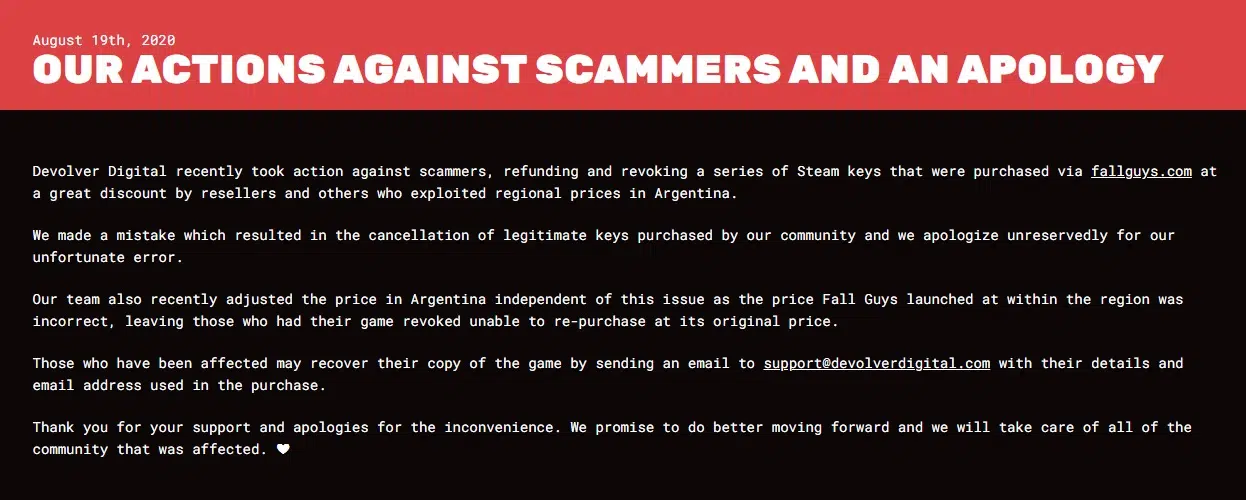 August 19th, 2020
OUR ACTIONS AGAINST SCAMMERS AND AN APOLOGY
Devolver Digital recently took action against scammers, refunding and revoking a series of Steam keys that were purchased via fallguys.com at
a great discount by resellers and others who exploited regional prices in Argentina.
We made a mistake which resulted in the cancellation of legitimate keys purchased by our community and we apologize unreservedly for our
unfortunate error.
Our team also recently adjusted the price in Argentina independent of this issue as the price Fall Guys launched at within the region was
incorrect, leaving those who had their game revoked unable to re-purchase at its original price.
Those who have been affected may recover their copy of the game by sending an email to support@devolverdigital.com with their details and
email address used in the purchase.
Thank you for your support and apologies for the inconvenience. We promise to do better moving forward and we will take care of all of the
community that was affected. ♥